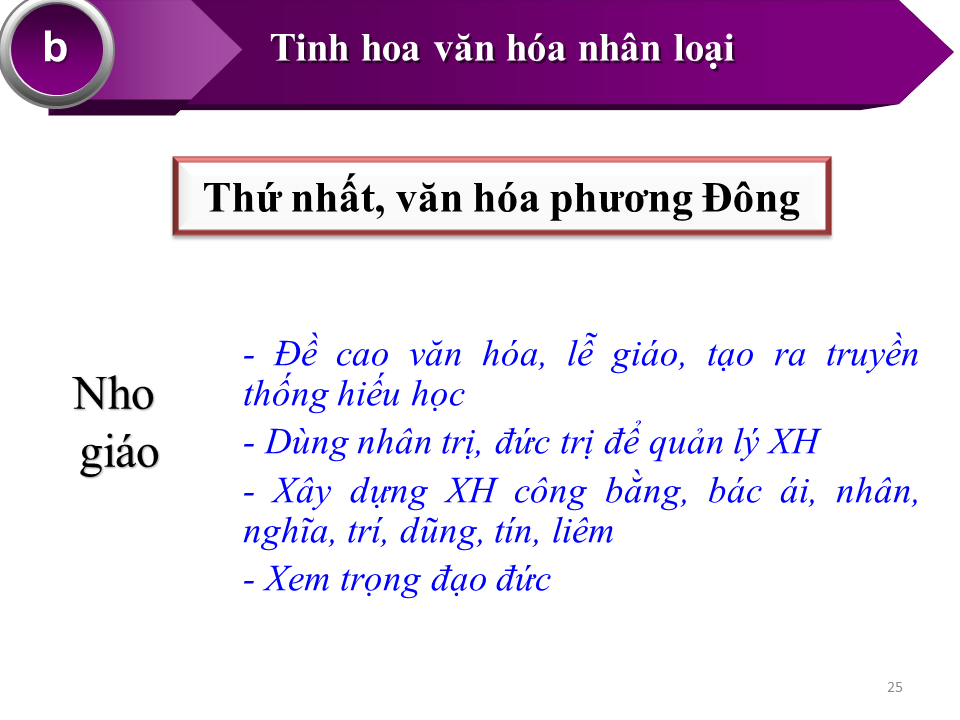 b
Tinh hoa văn hóa nhân loại
Thứ nhất, văn hóa phương Đông
Nho
giáo
- Đề cao văn hóa, lễ giáo, tạo ra truyền
thống hiếu học
- Dùng nhân trị, đức trị để quản lý XH
- Xây dựng XH công bằng, bác ái, nhân,
nghĩa, trí, dũng, tín, liêm
- Xem trọng đạo đức
25